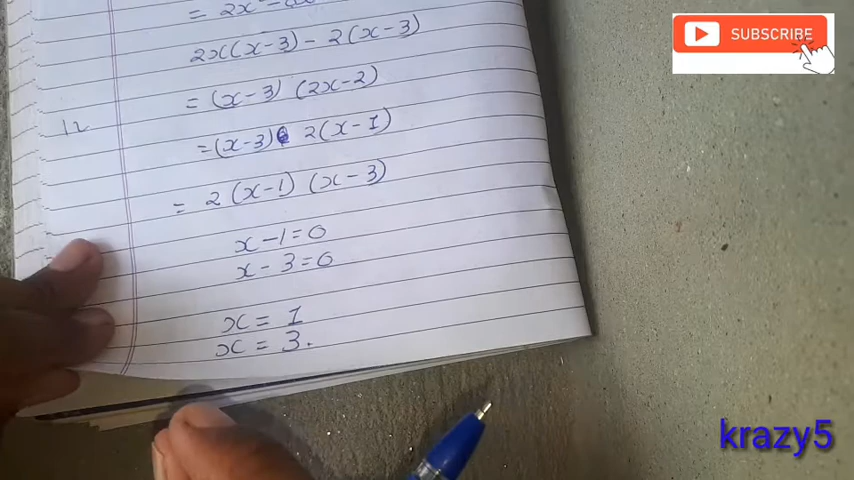 = 2x²
2x(x-3) - 2(x-3)
= (x-3) (2x-2)
12
= (x-3) 2(x-1)
= 2 (x-1) (x-3)
x-1=0
x-3=0
x = 1
x = 3.
SUBSCRIBE
krazy5